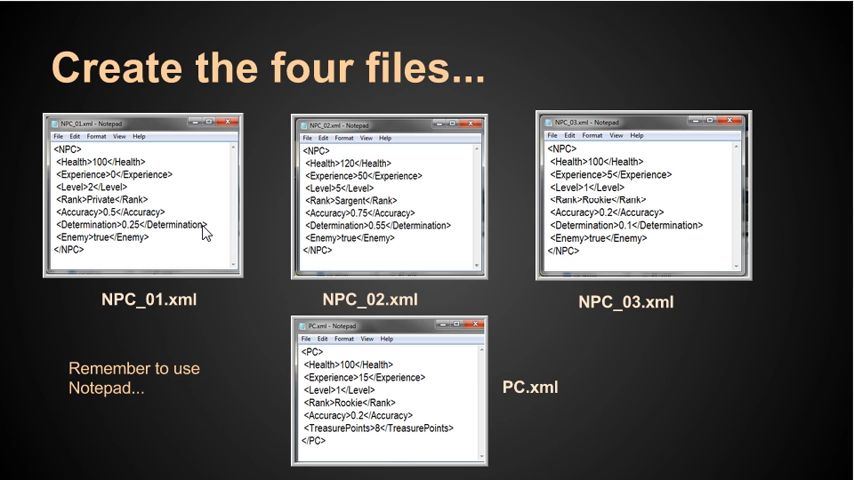 Create the four files...
NPC_01.xml - Notepad
File Edit Format View Help
<NPC>
<Health>100</Health>
<Experience>0</Experience>
<Level>2</Level>
<Rank>Private</Rank>
<Accuracy>0.5</Accuracy>
<Determination>0.25</Determination>
<Enemy>true</Enemy>
</NPC>
NPC_01.xml
NPC_02.xml - Notepad
File Edit Format View Help
<NPC>
<Health>120</Health>
<Experience>50</Experience>
<Level>5</Level>
<Rank>Sargent</Rank>
<Accuracy>0.75</Accuracy>
<Determination>0.55</Determination>
<Enemy>true</Enemy>
</NPC>
NPC_02.xml
NPC_03.xml - Notepad
File Edit Format View Help
<NPC>
<Health>100</Health>
<Experience>5</Experience>
<Level>1</Level>
<Rank>Rookie</Rank>
<Accuracy>0.2</Accuracy>
<Determination>0.1</Determination>
<Enemy>true</Enemy>
</NPC>
NPC_03.xml
Remember to use
Notepad...
PC.xml - Notepad
File Edit Format View Help
<PC>
<Health>100</Health>
<Experience>15</Experience>
<Level>1</Level>
<Rank>Rookie</Rank>
<Accuracy>0.2</Accuracy>
<TreasurePoints>8</TreasurePoints>
</PC>
PC.xml